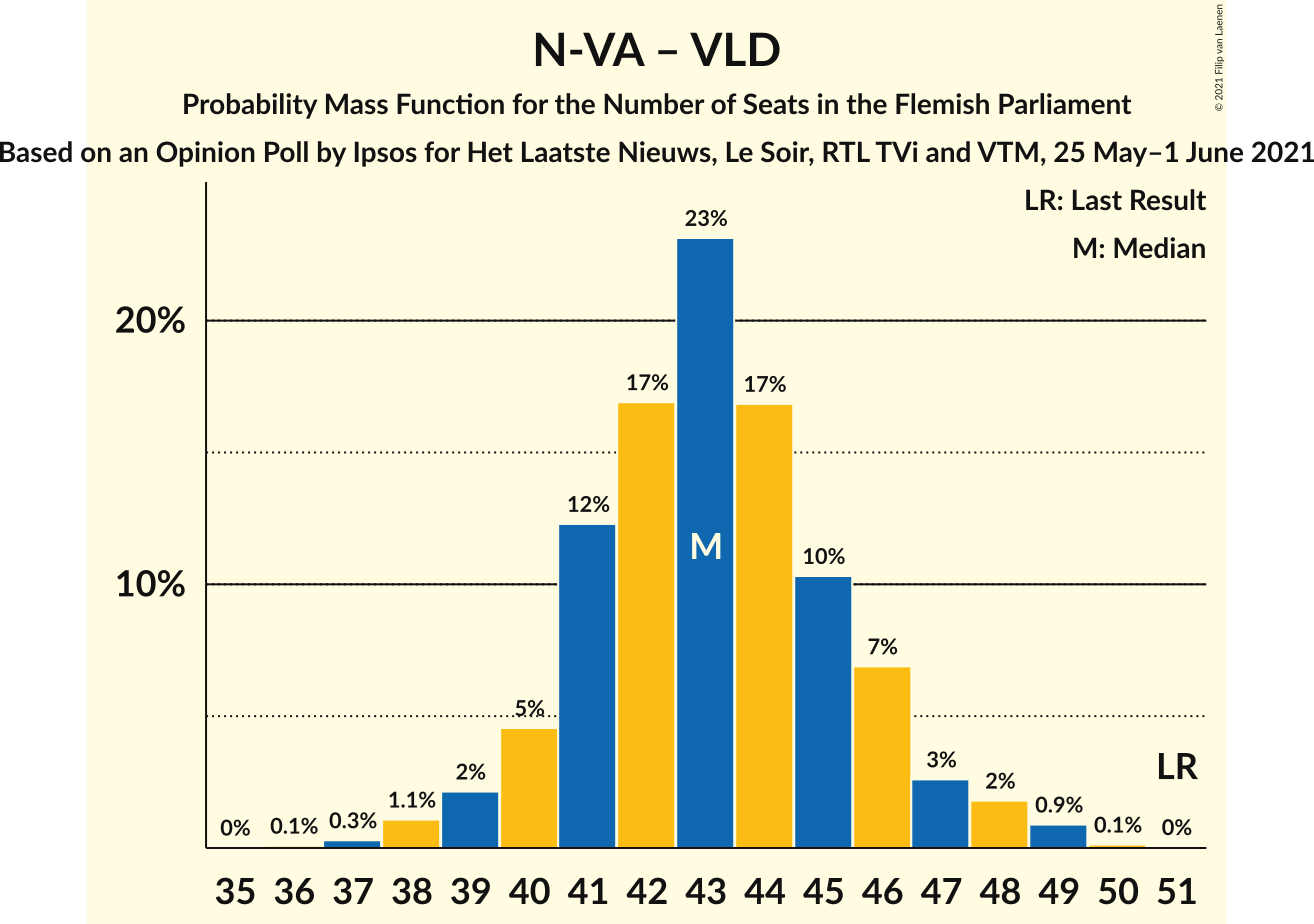 N-VA – VLD
Probability Mass Function for the Number of Seats in the Flemish Parliament
Based on an Opinion Poll by Ipsos for Het Laatste Nieuws, Le Soir, RTL TVi and VTM, 25 May–1 June 2021
© 2021 Filip van Laenen
LR: Last Result
M: Median
20%
10%
0%
0.1%
0.3%
1.1%
2%
5%
12%
17%
23%
17%
10%
7%
3%
2%
0.9%
0.1%
0%
M
LR
35 36 37 38 39 40 41 42 43 44 45 46 47 48 49 50 51